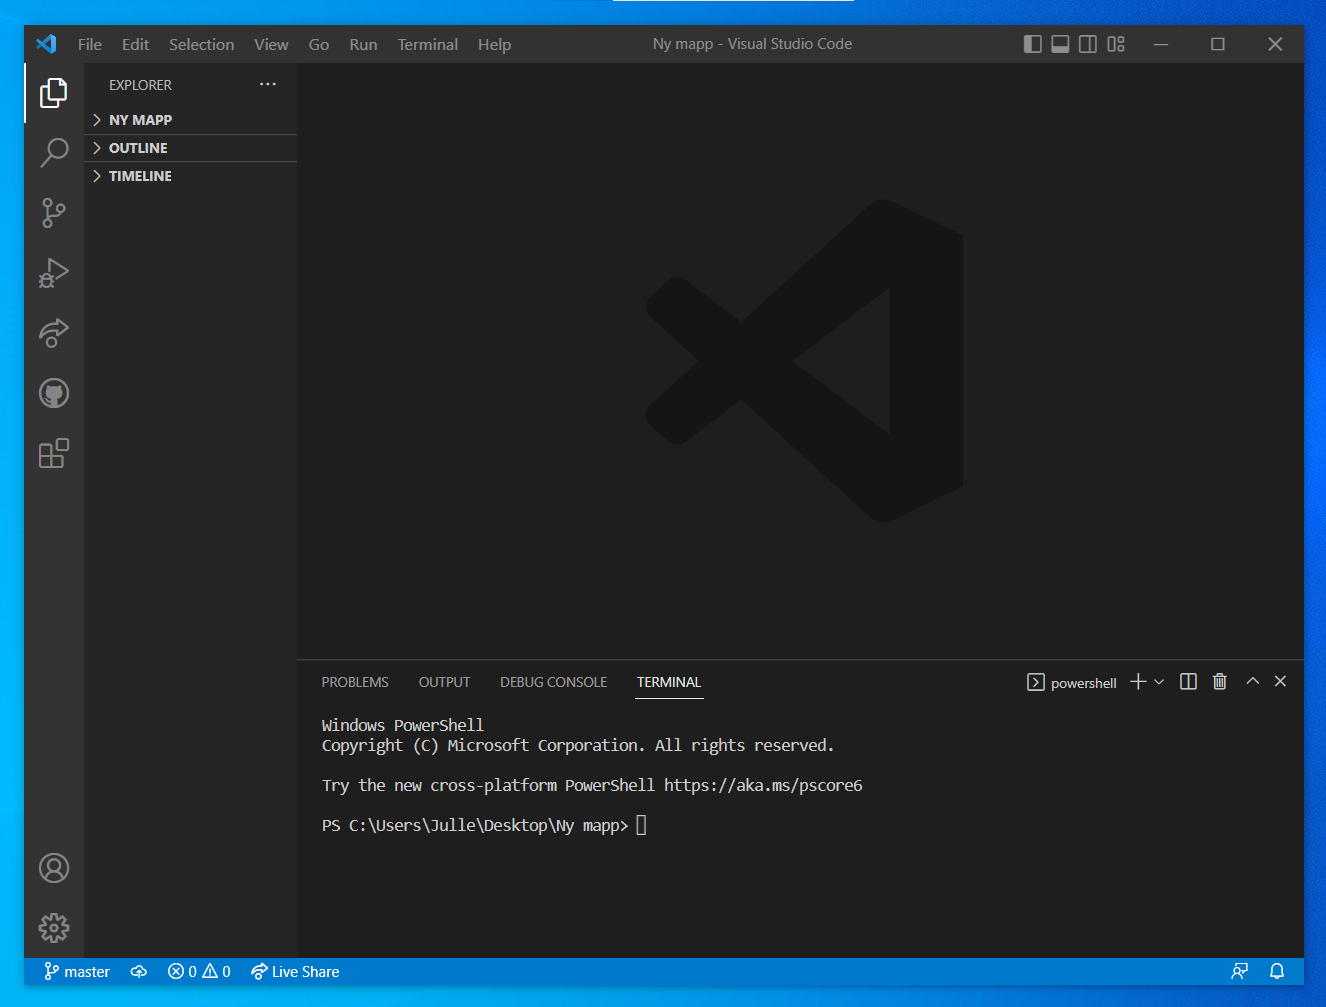 File Edit Selection View Go Run Terminal Help Ny mapp - Visual Studio Code
EXPLORER
NY MAPP
OUTLINE
TIMELINE
PROBLEMS OUTPUT DEBUG CONSOLE TERMINAL powershell
Windows PowerShell
Copyright (C) Microsoft Corporation. All rights reserved.
Try the new cross-platform PowerShell https://aka.ms/pscore6
PS C:\Users\Julle\Desktop\Ny mapp>
master 0 0 Live Share